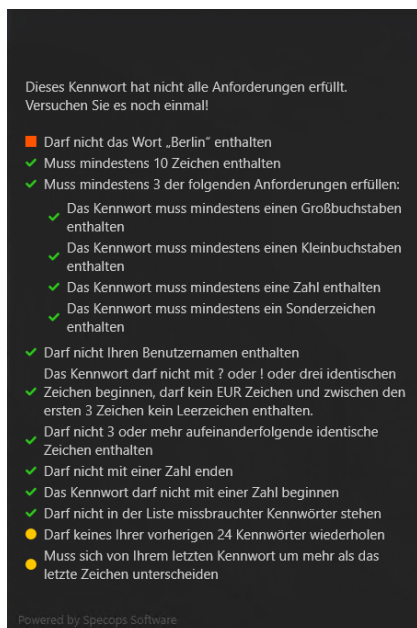 Dieses Kennwort hat nicht alle Anforderungen erfüllt.
Versuchen Sie es noch einmal!
Darf nicht das Wort „Berlin“ enthalten
Muss mindestens 10 Zeichen enthalten
Muss mindestens 3 der folgenden Anforderungen erfüllen:
Das Kennwort muss mindestens einen Großbuchstaben
enthalten
Das Kennwort muss mindestens einen Kleinbuchstaben
enthalten
Das Kennwort muss mindestens eine Zahl enthalten
Das Kennwort muss mindestens ein Sonderzeichen
enthalten
Darf nicht Ihren Benutzernamen enthalten
Das Kennwort darf nicht mit ? oder ! oder drei identischen
Zeichen beginnen, darf kein EUR Zeichen und zwischen den
ersten 3 Zeichen kein Leerzeichen enthalten.
Darf nicht 3 oder mehr aufeinanderfolgende identische
Zeichen enthalten
Darf nicht mit einer Zahl enden
Das Kennwort darf nicht mit einer Zahl beginnen
Darf nicht in der Liste missbrauchter Kennwörter stehen
Darf keines Ihrer vorherigen 24 Kennwörter wiederholen
Muss sich von Ihrem letzten Kennwort um mehr als das
letzte Zeichen unterscheiden
Powered by Specops Software